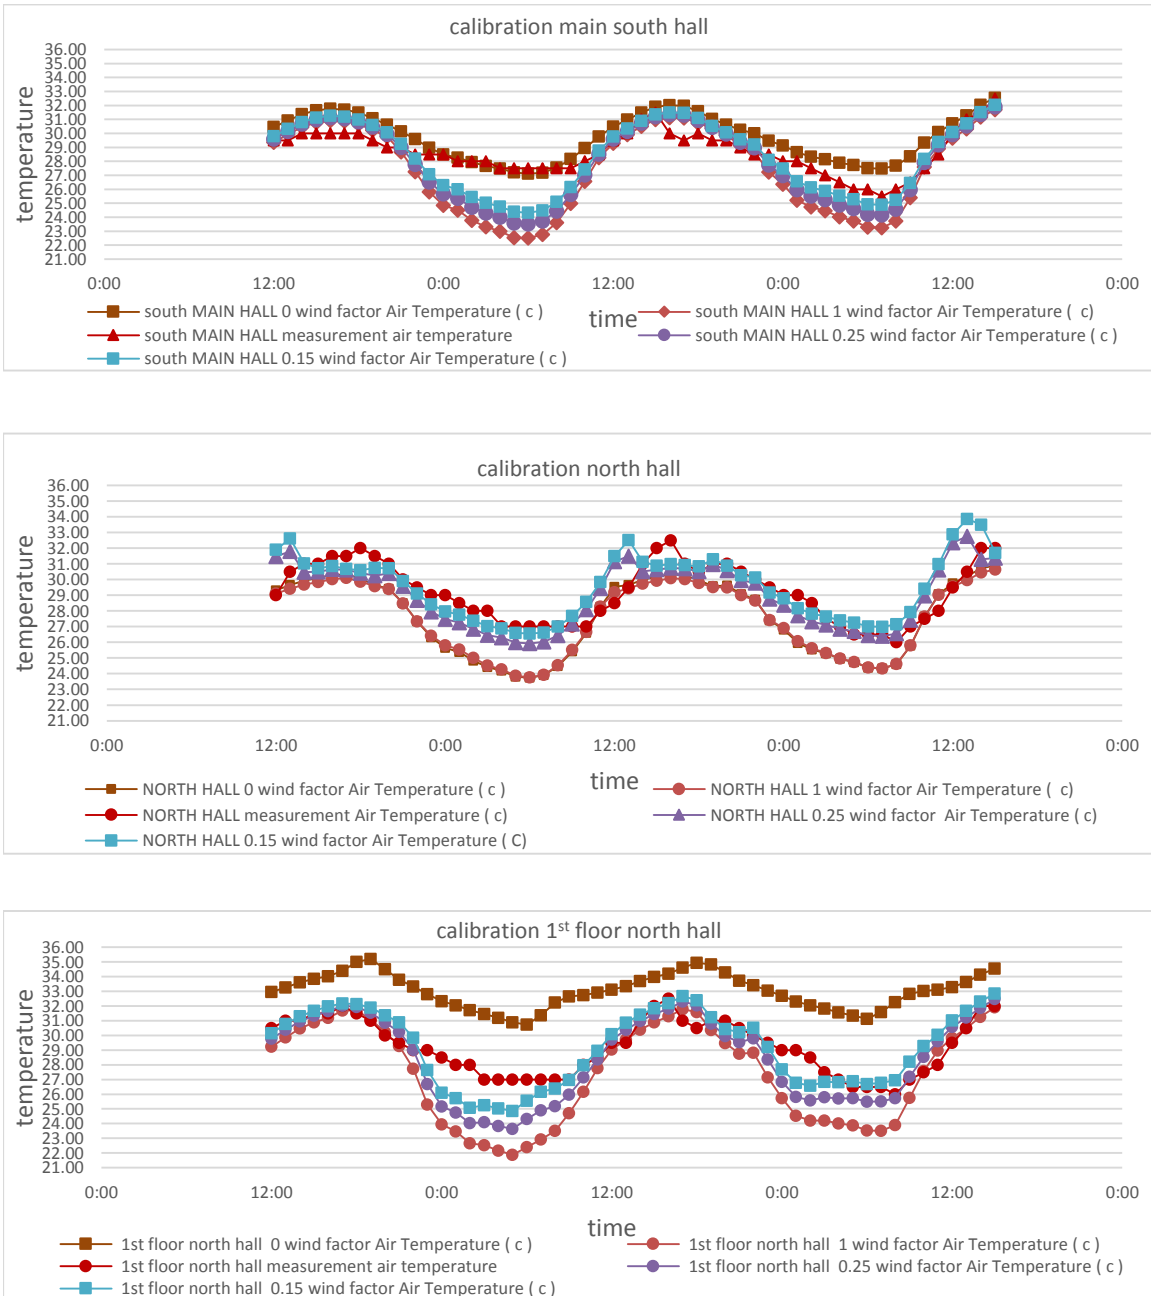 calibration main south hall
36.00
35.00
34.00
33.00
32.00
31.00
30.00
29.00
28.00
27.00
26.00
25.00
24.00
23.00
22.00
21.00
temperature
0:00 12:00 0:00 12:00 0:00 12:00 0:00
time
south MAIN HALL 0 wind factor Air Temperature ( c ) south MAIN HALL 1 wind factor Air Temperature ( c)
south MAIN HALL measurement air temperature south MAIN HALL 0.25 wind factor Air Temperature ( c )
south MAIN HALL 0.15 wind factor Air Temperature ( c )
calibration north hall
36.00
35.00
34.00
33.00
32.00
31.00
30.00
29.00
28.00
27.00
26.00
25.00
24.00
23.00
22.00
21.00
temperature
0:00 12:00 0:00 12:00 0:00 12:00 0:00
time
NORTH HALL 0 wind factor Air Temperature ( c ) NORTH HALL 1 wind factor Air Temperature ( c)
NORTH HALL measurement Air Temperature ( c) NORTH HALL 0.25 wind factor Air Temperature ( c)
NORTH HALL 0.15 wind factor Air Temperature ( C)
calibration 1st floor north hall
36.00
35.00
34.00
33.00
32.00
31.00
30.00
29.00
28.00
27.00
26.00
25.00
24.00
23.00
22.00
21.00
temperature
0:00 12:00 0:00 12:00 0:00 12:00 0:00
time
1st floor north hall 0 wind factor Air Temperature ( c ) 1st floor north hall 1 wind factor Air Temperature ( c )
1st floor north hall measurement air temperature 1st floor north hall 0.25 wind factor Air Temperature ( c )
1st floor north hall 0.15 wind factor Air Temperature ( c )